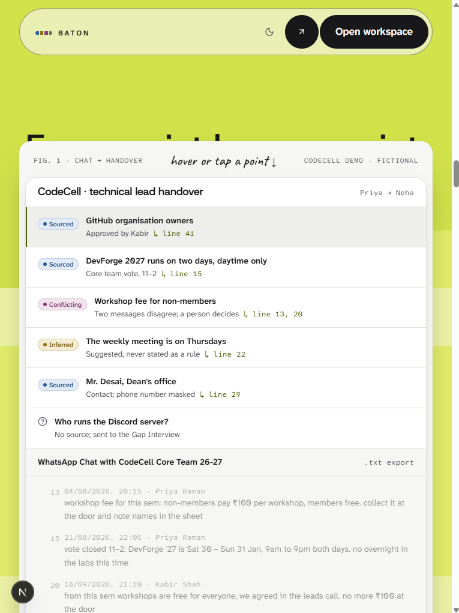 BATON
Open workspace
FIG. 1 · CHAT → HANDOVER
hover or tap a point ↓
CODECELL DEMO · FICTIONAL
CodeCell · technical lead handover
Priya → Neha
Sourced
GitHub organisation owners
Approved by Kabir ↳ line 41
Sourced
DevForge 2027 runs on two days, daytime only
Core team vote, 11–2 ↳ line 15
Conflicting
Workshop fee for non-members
Two messages disagree; a person decides ↳ line 13, 20
Inferred
The weekly meeting is on Thursdays
Suggested, never stated as a rule ↳ line 22
Sourced
Mr. Desai, Dean's office
Contact; phone number masked ↳ line 29
Who runs the Discord server?
No source; sent to the Gap Interview
WhatsApp Chat with CodeCell Core Team 26-27
.txt export
13 04/08/2026, 20:15 · Priya Raman
workshop fee for this sem: non-members pay ₹100 per workshop, members free. collect it at
the door and note names in the sheet
15 21/08/2026, 22:05 · Priya Raman
vote closed 11–2. DevForge '27 is Sat 30 – Sun 31 Jan, 9am to 9pm both days. no overnight in
the labs this time
20 18/09/2026, 21:10 · Kabir Shah
from this sem workshops are free for everyone, we agreed in the leads call. no more ₹100 at
the door
N